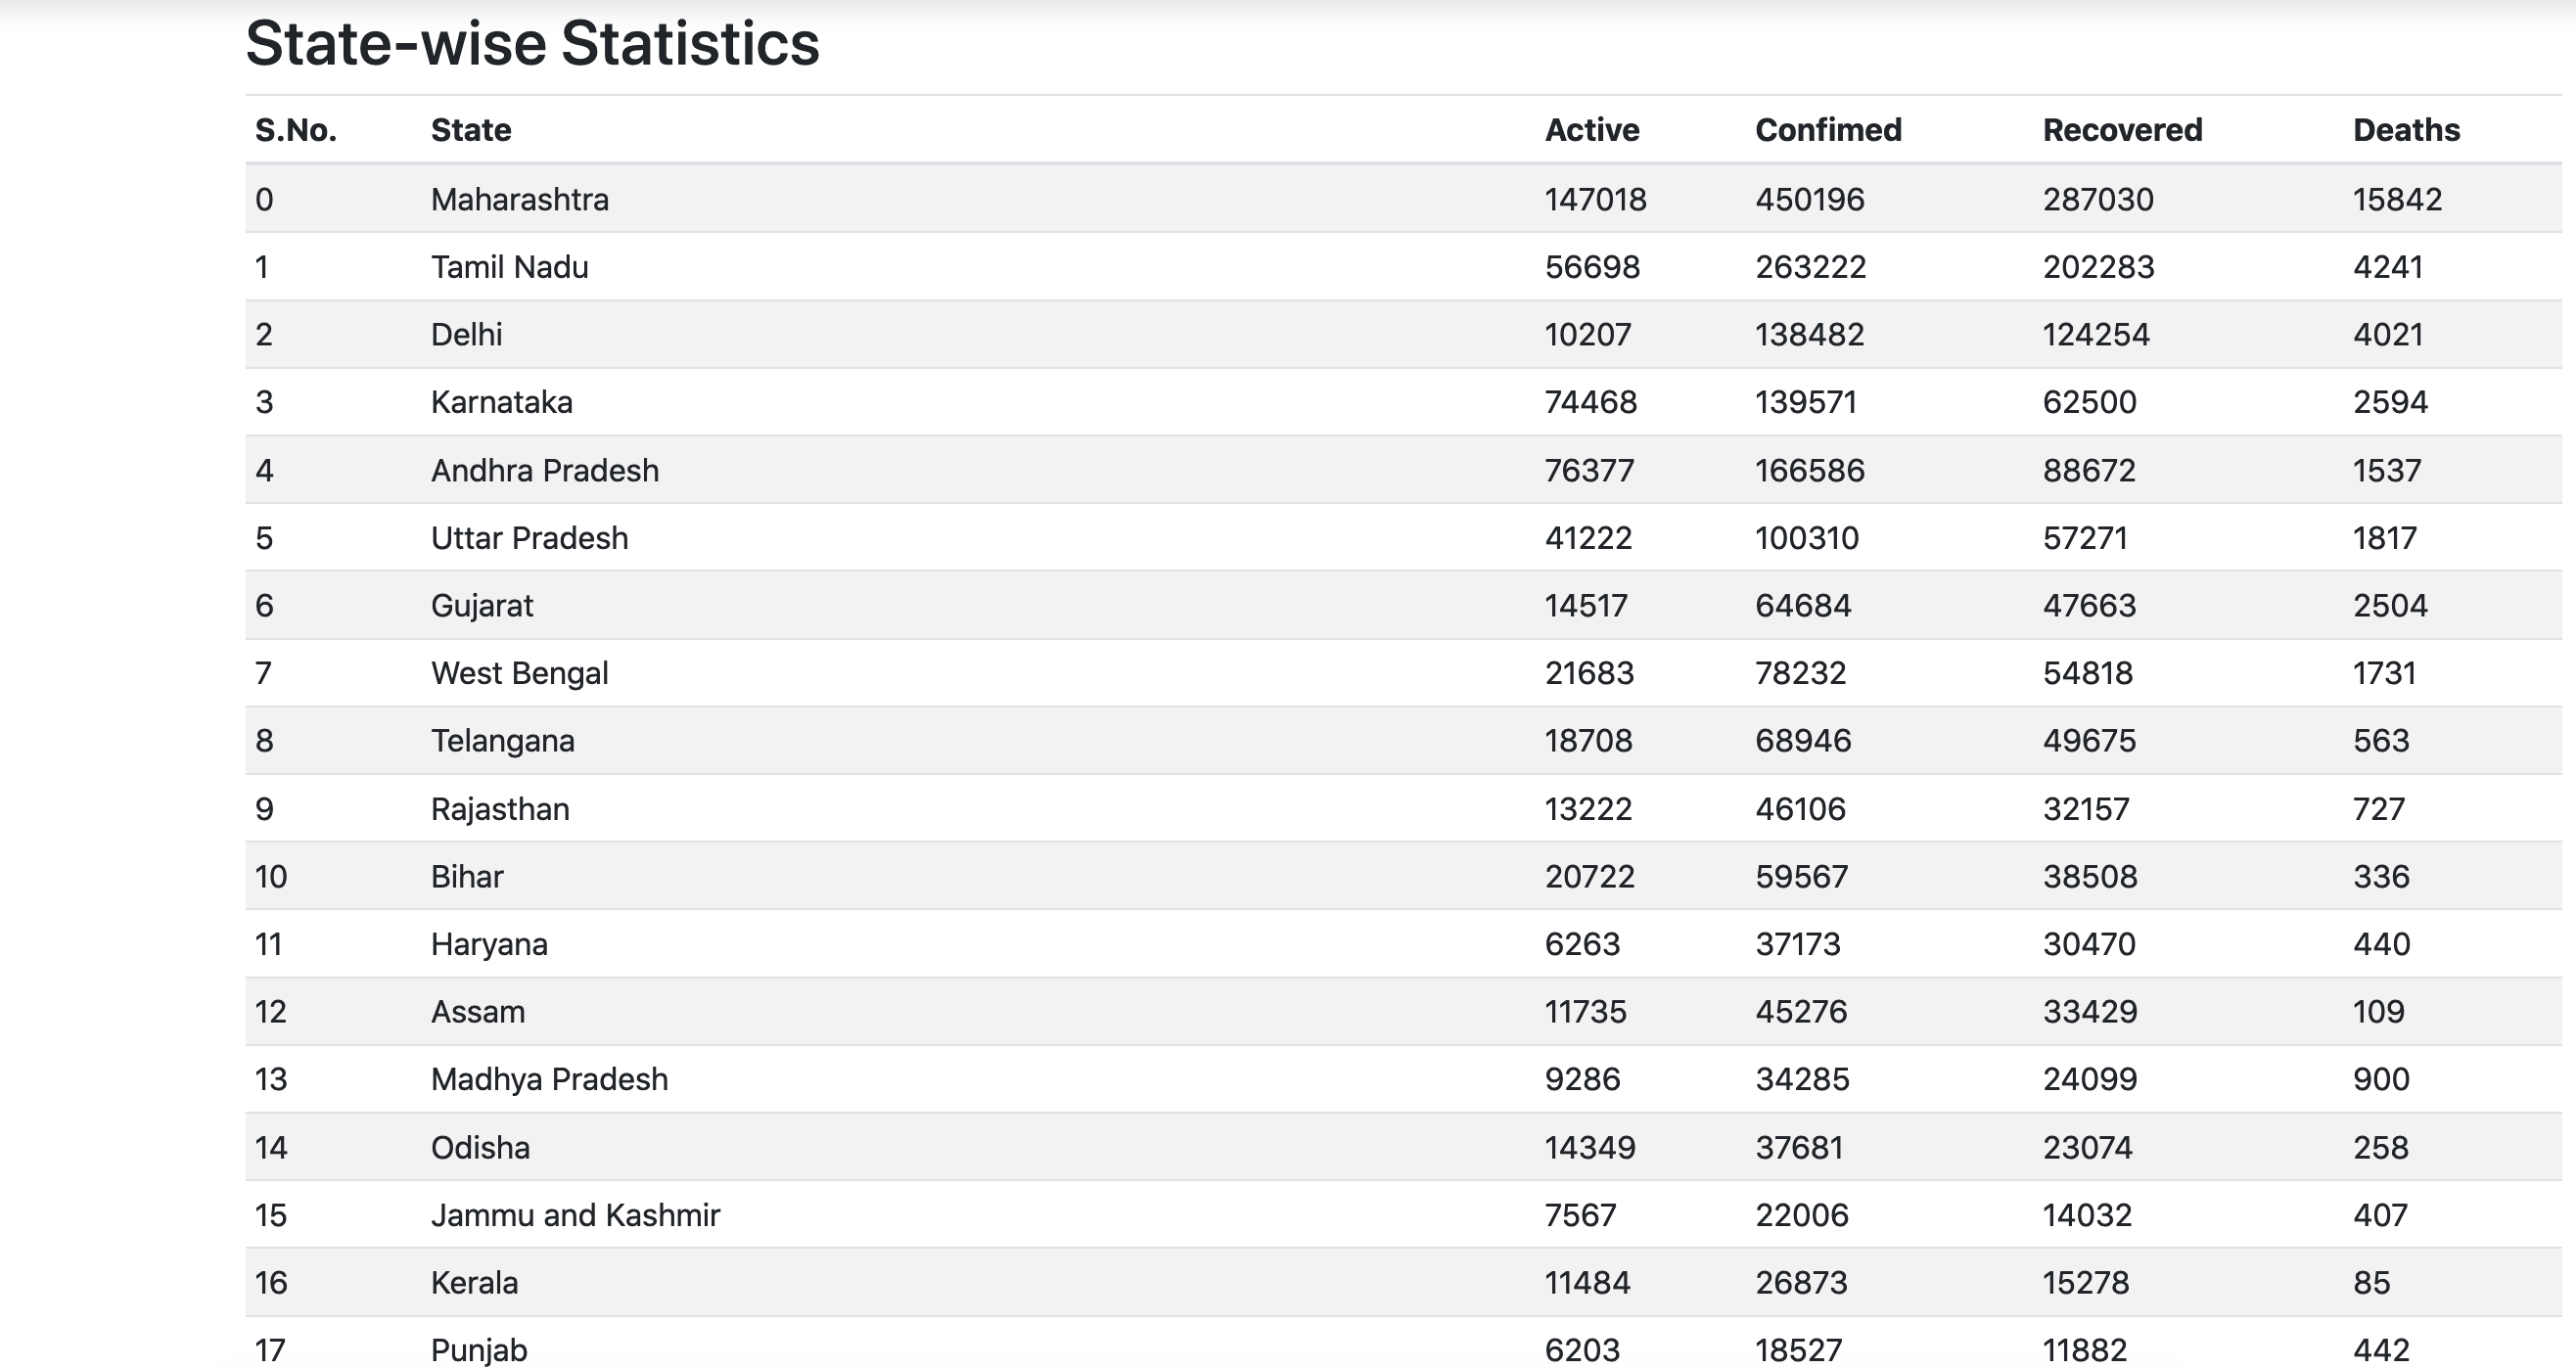 State-wise Statistics
S.No. State Active Confimed Recovered Deaths
0 Maharashtra 147018 450196 287030 15842
1 Tamil Nadu 56698 263222 202283 4241
2 Delhi 10207 138482 124254 4021
3 Karnataka 74468 139571 62500 2594
4 Andhra Pradesh 76377 166586 88672 1537
5 Uttar Pradesh 41222 100310 57271 1817
6 Gujarat 14517 64684 47663 2504
7 West Bengal 21683 78232 54818 1731
8 Telangana 18708 68946 49675 563
9 Rajasthan 13222 46106 32157 727
10 Bihar 20722 59567 38508 336
11 Haryana 6263 37173 30470 440
12 Assam 11735 45276 33429 109
13 Madhya Pradesh 9286 34285 24099 900
14 Odisha 14349 37681 23074 258
15 Jammu and Kashmir 7567 22006 14032 407
16 Kerala 11484 26873 15278 85
17 Punjab 6203 18527 11882 442